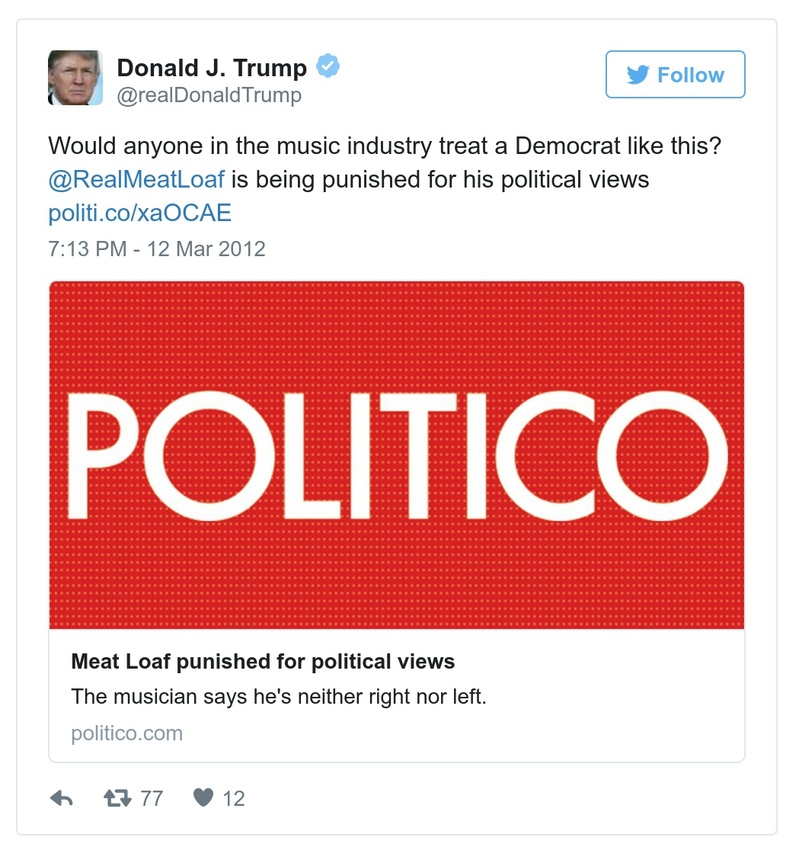 Donald J. Trump
@realDonaldTrump
Follow
Would anyone in the music industry treat a Democrat like this?
@RealMeatLoaf is being punished for his political views
politi.co/xaOCAE
7:13 PM - 12 Mar 2012
POLITICO
Meat Loaf punished for political views
The musician says he's neither right nor left.
politico.com
77 12